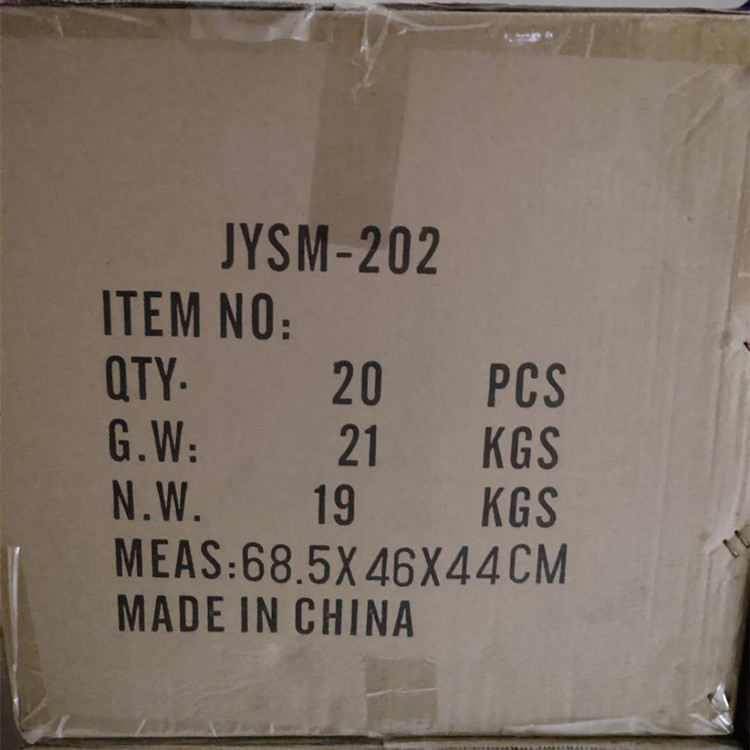 JYSM-202
ITEM NO:
QTY. 20 PCS
G.W: 21 KGS
N.W. 19 KGS
MEAS:68.5X46X44CM
MADE IN CHINA